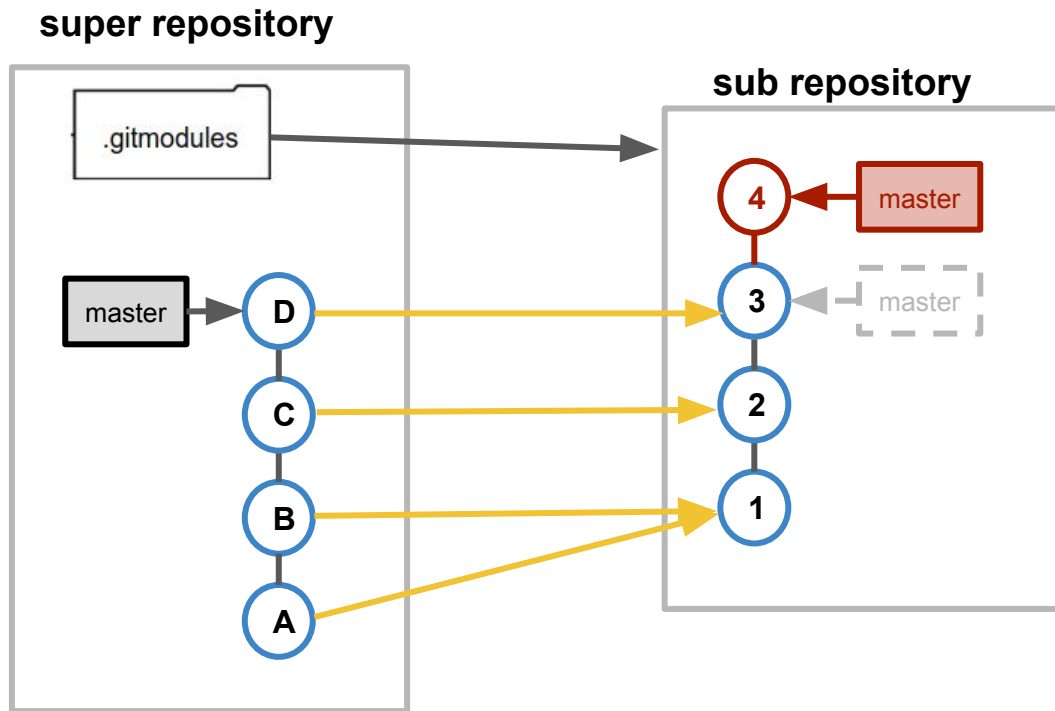 super repository
sub repository
.gitmodules
4
master
master
D
3
master
C
2
B
1
A